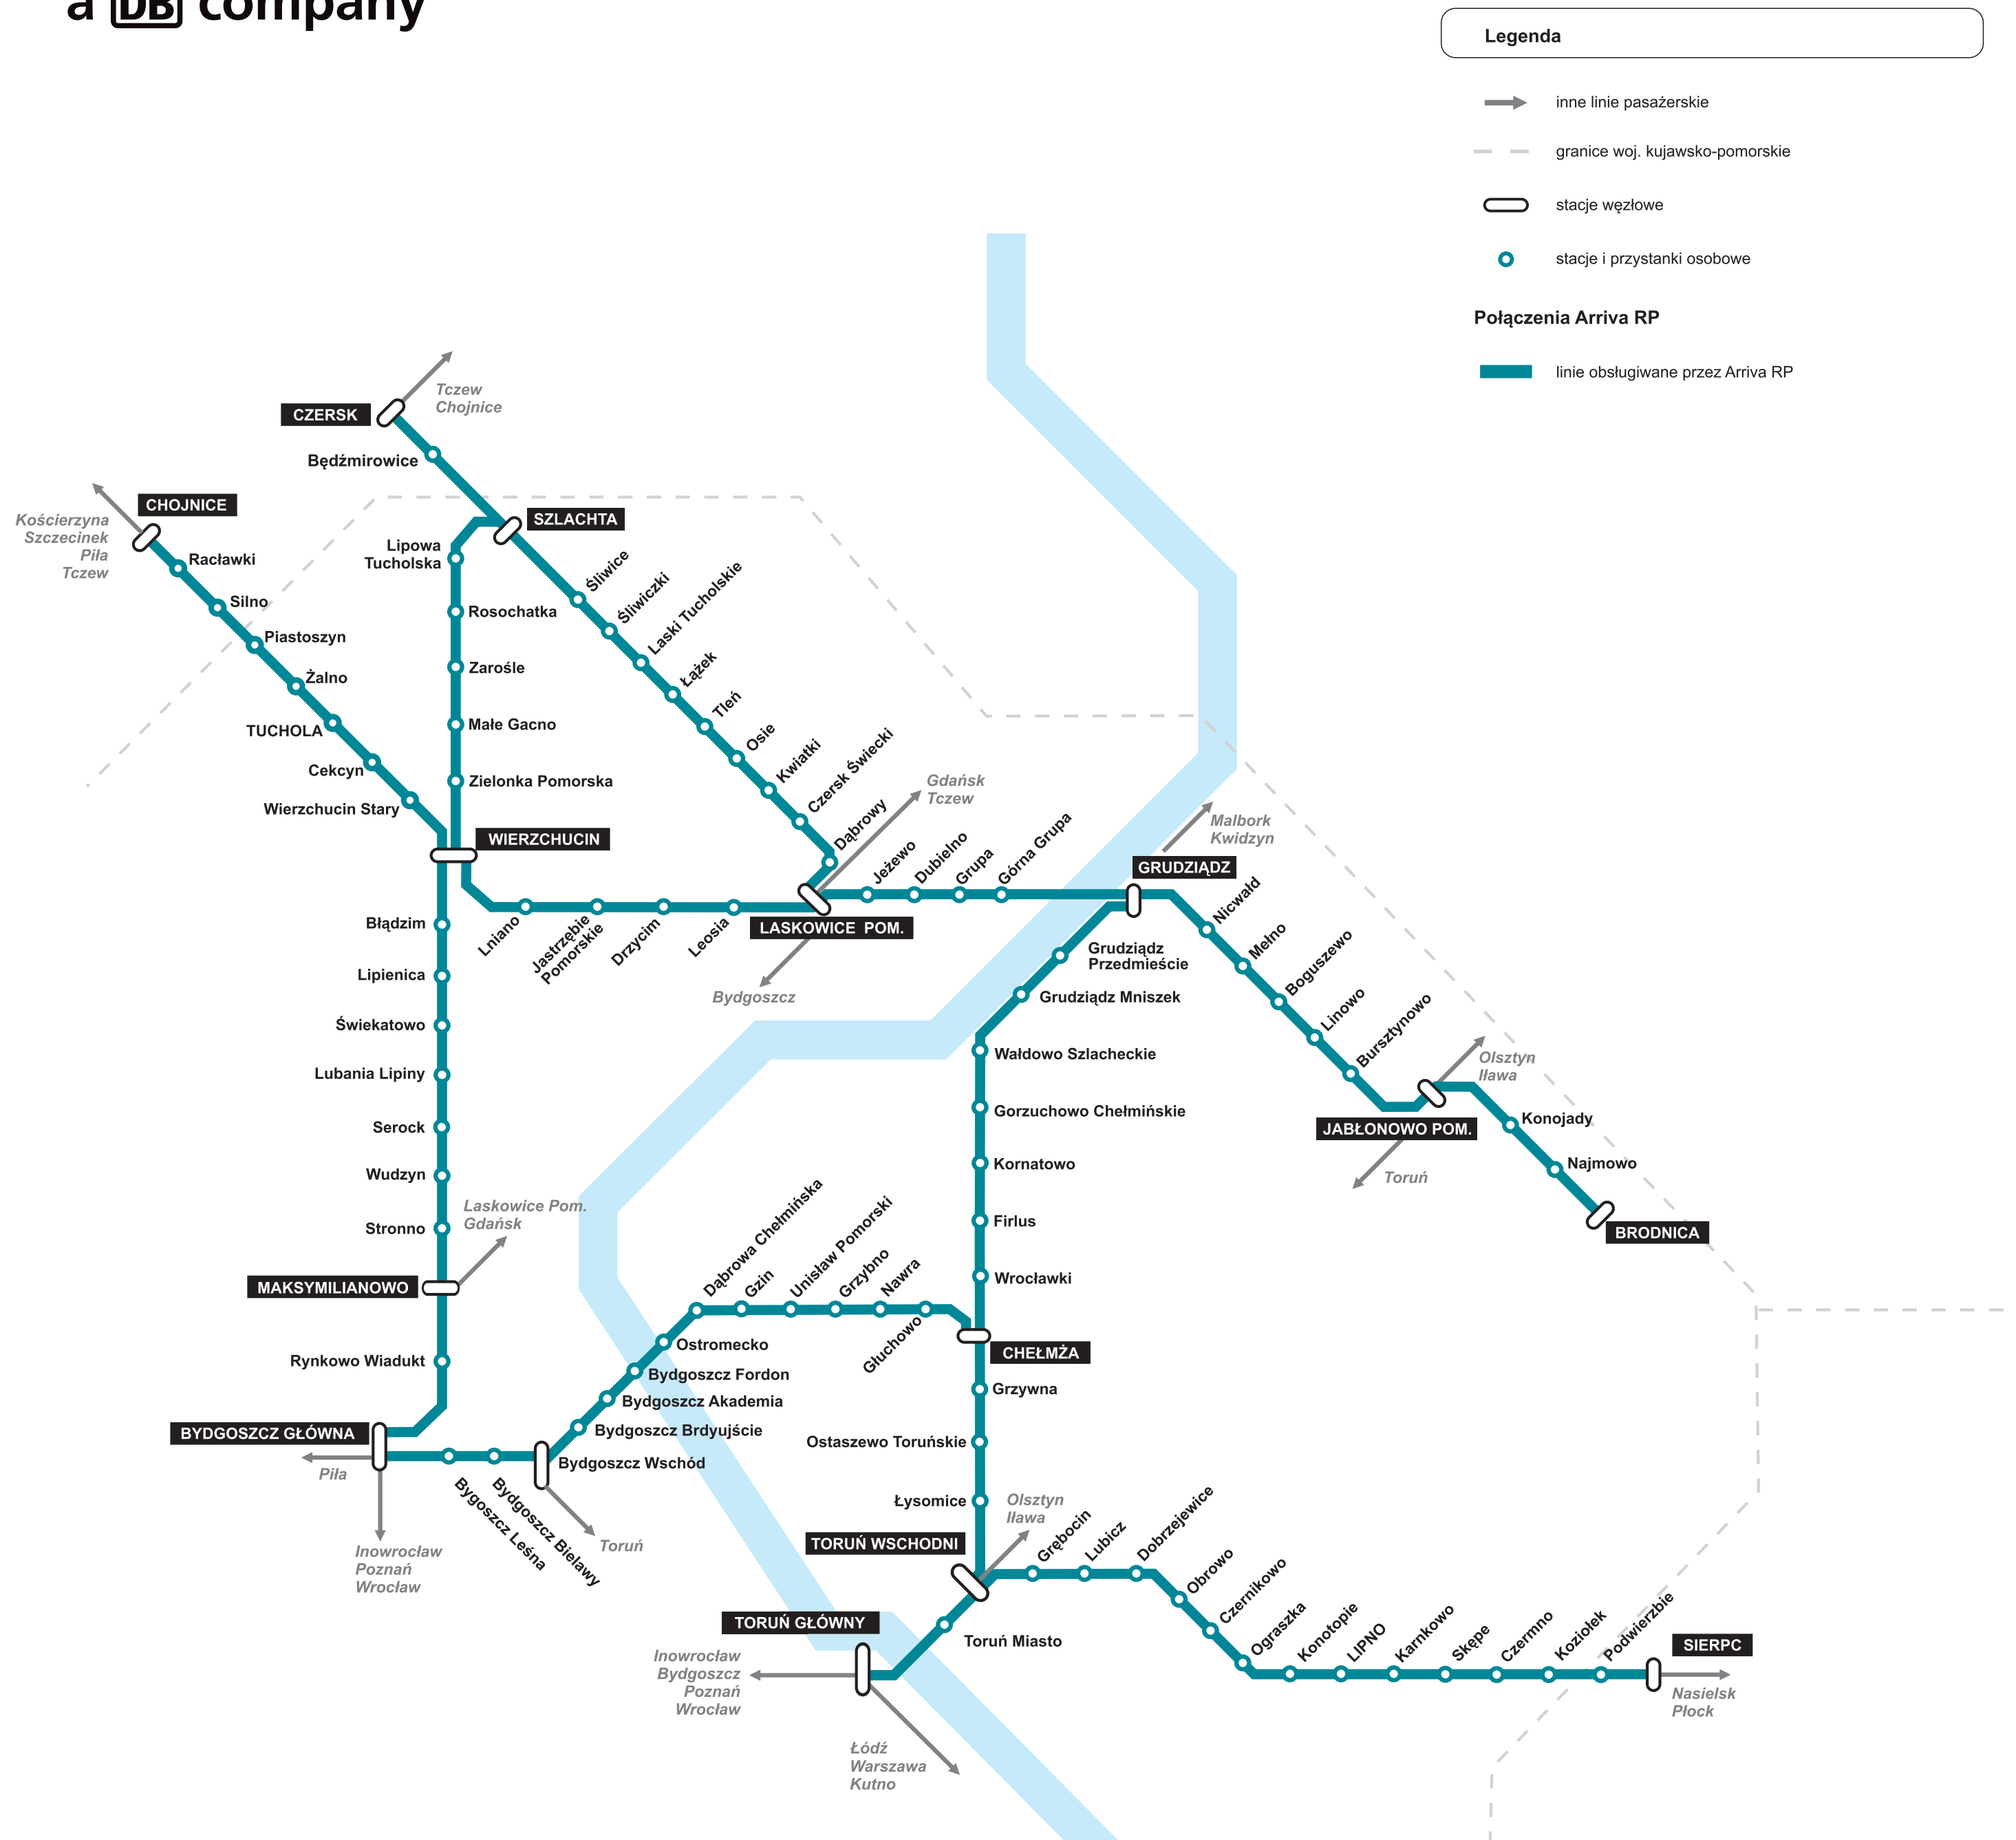 a DB company
Legenda
inne linie pasażerskie
granice woj. kujawsko-pomorskie
stacje węzłowe
stacje i przystanki osobowe
Połączenia Arriva RP
linie obsługiwane przez Arriva RP
Tczew
Chojnice
CZERSK
Będźmirowice
CHOJNICE
Kościerzyna
Szczecinek
Piła
Tczew
SZLACHTA
Lipowa
Tucholska
Racławki
Silno
Piastoszyn
Żalno
TUCHOLA
Cekcyn
Wierzchucin Stary
Rosochatka
Zarośle
Małe Gacno
Zielonka Pomorska
WIERZCHUCIN
Śliwice
Śliwiczki
Laski Tucholskie
Łążek
Tleń
Osie
Kwiatki
Czersk Świecki
Dąbrowy
Gdańsk
Tczew
Jeżewo
Dubielno
Grupa
Górna Grupa
Malbork
Kwidzyn
GRUDZIĄDZ
LASKOWICE POM.
Bydgoszcz
Lniano
Jastrzębie
Pomorskie
Drzycim
Leosia
Nicwałd
Mełno
Boguszewo
Linowo
Bursztynowo
Grudziądz
Przedmieście
Grudziądz Mniszek
Wałdowo Szlacheckie
Gorzuchowo Chełmińskie
Kornatowo
Firlus
Wrocławki
Olsztyn
Iława
JABŁONOWO POM.
Toruń
Konojady
Najmowo
BRODNICA
Błądzim
Lipienica
Świekatowo
Lubania Lipiny
Serock
Wudzyn
Stronno
Laskowice Pom.
Gdańsk
MAKSYMILIANOWO
Rynkowo Wiadukt
BYDGOSZCZ GŁÓWNA
Piła
Inowrocław
Poznań
Wrocław
Bygoszcz Leśna
Bydgoszcz Bielawy
Bydgoszcz Wschód
Toruń
Bydgoszcz Brdyujście
Bydgoszcz Akademia
Bydgoszcz Fordon
Ostromecko
Dąbrowa Chełmińska
Gzin
Unisław Pomorski
Grzybno
Nawra
Głuchowo
CHEŁMŻA
Grzywna
Ostaszewo Toruńskie
Łysomice
Olsztyn
Iława
TORUŃ WSCHODNI
TORUŃ GŁÓWNY
Toruń Miasto
Inowrocław
Bydgoszcz
Poznań
Wrocław
Łódź
Warszawa
Kutno
Grębocin
Lubicz
Dobrzejewice
Obrowo
Czernikowo
Ograszka
Konotopie
LIPNO
Karnkowo
Skępe
Czermno
Koziołek
Podwierzbie
SIERPC
Nasielsk
Płock